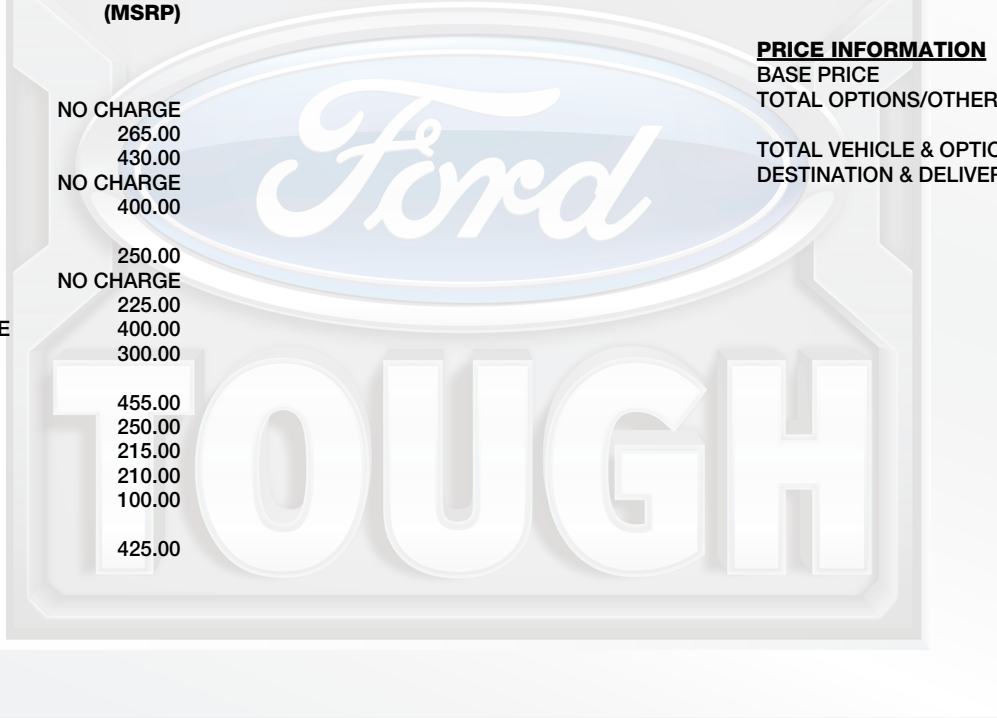 (MSRP)
NO CHARGE
265.00
430.00
NO CHARGE
400.00
250.00
NO CHARGE
225.00
E 400.00
300.00
455.00
250.00
215.00
210.00
100.00
425.00
PRICE INFORMATION
BASE PRICE
TOTAL OPTIONS/OTHER
TOTAL VEHICLE & OPTIO
DESTINATION & DELIVER
Ford
TOUGH